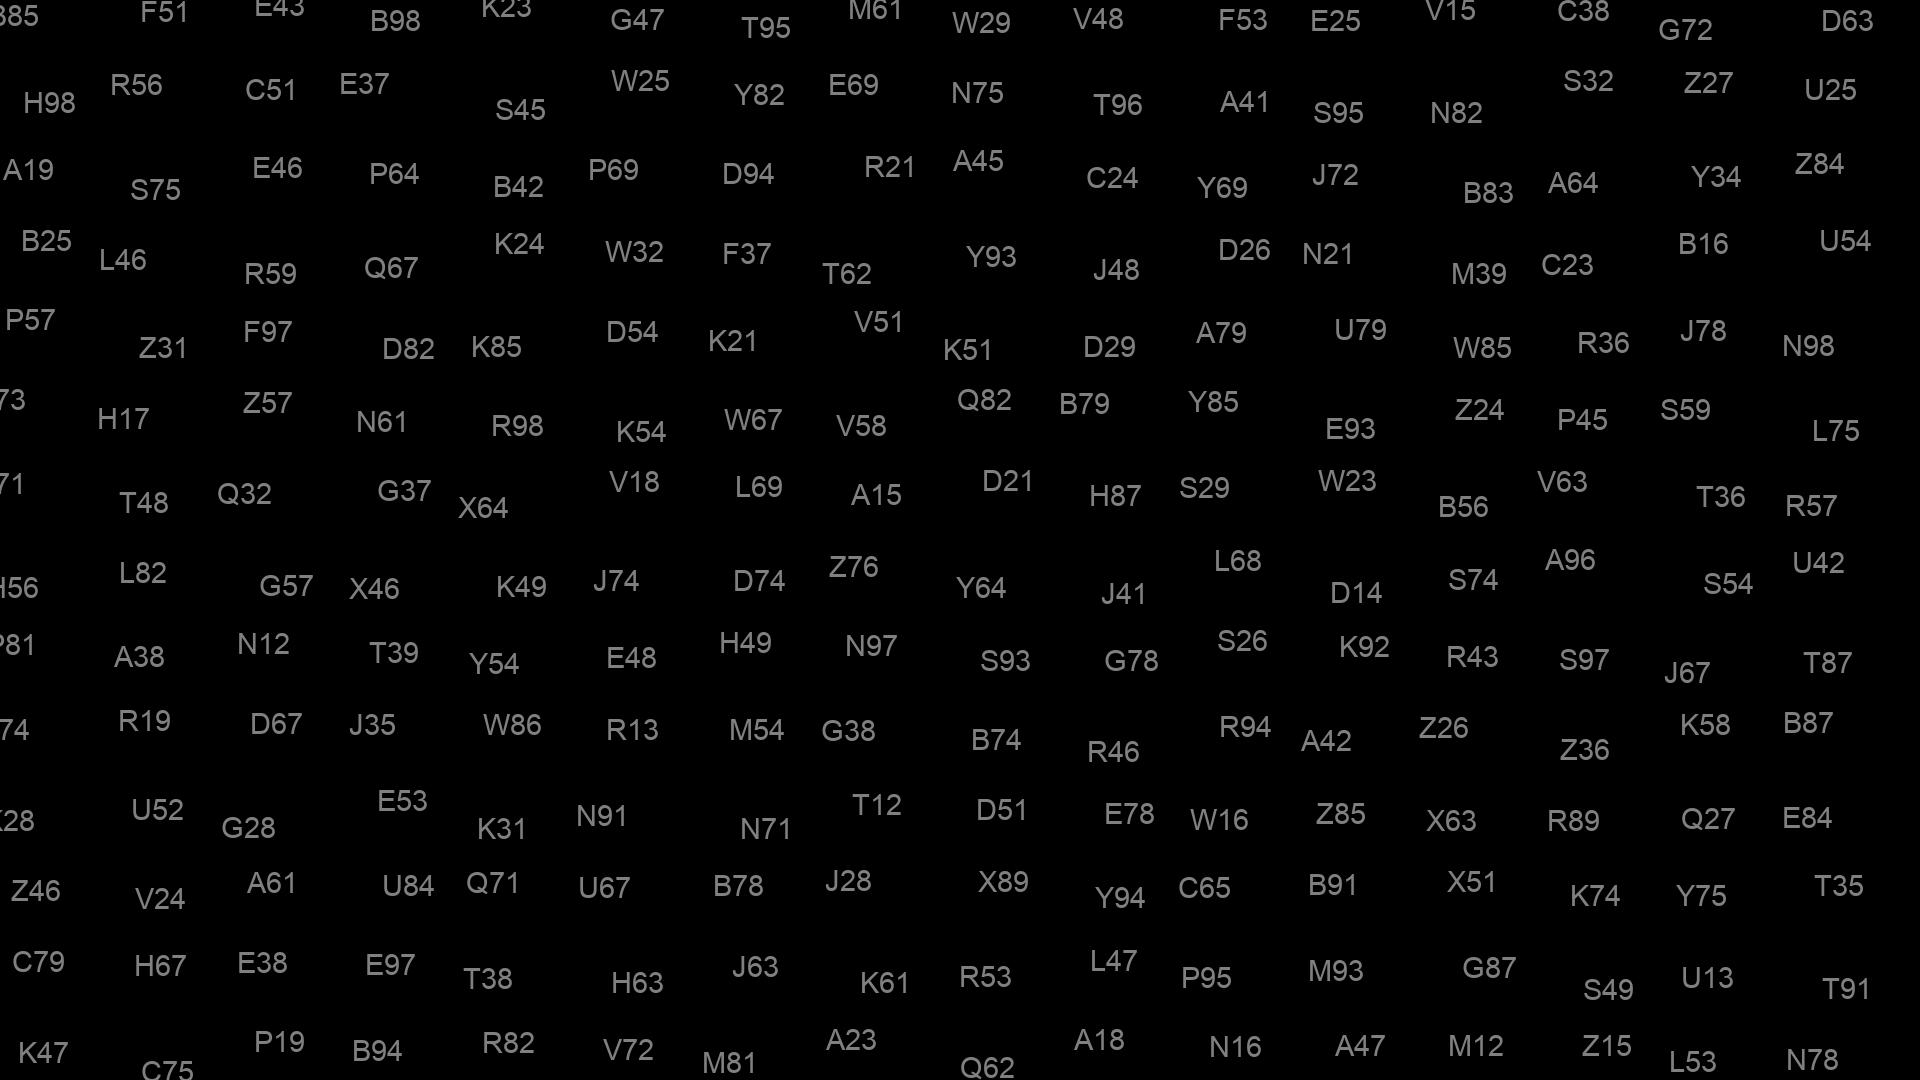 F51 E43 B98 K23 G47 T95 M61 W29 V48 F53 E25 V15 C38 G72 D63
H98 R56 C51 E37 S45 W25 Y82 E69 N75 T96 A41 S95 N82 S32 Z27 U25
A19 S75 E46 P64 B42 P69 D94 R21 A45 C24 Y69 J72 B83 A64 Y34 Z84
B25 L46 R59 Q67 K24 W32 F37 T62 Y93 J48 D26 N21 M39 C23 B16 U54
P57 Z31 F97 D82 K85 D54 K21 V51 K51 D29 A79 U79 W85 R36 J78 N98
73 H17 Z57 N61 R98 K54 W67 V58 Q82 B79 Y85 E93 Z24 P45 S59 L75
71 T48 Q32 G37 X64 V18 L69 A15 D21 H87 S29 W23 B56 V63 T36 R57
H56 L82 G57 X46 K49 J74 D74 Z76 Y64 J41 L68 D14 S74 A96 S54 U42
P81 A38 N12 T39 Y54 E48 H49 N97 S93 G78 S26 K92 R43 S97 J67 T87
74 R19 D67 J35 W86 R13 M54 G38 B74 R46 R94 A42 Z26 Z36 K58 B87
U52 G28 E53 K31 N91 N71 T12 D51 E78 W16 Z85 X63 R89 Q27 E84
Z46 V24 A61 U84 Q71 U67 B78 J28 X89 Y94 C65 B91 X51 K74 Y75 T35
C79 H67 E38 E97 T38 H63 J63 K61 R53 L47 P95 M93 G87 S49 U13 T91
K47 C75 P19 B94 R82 V72 M81 A23 Q62 A18 N16 A47 M12 Z15 L53 N78